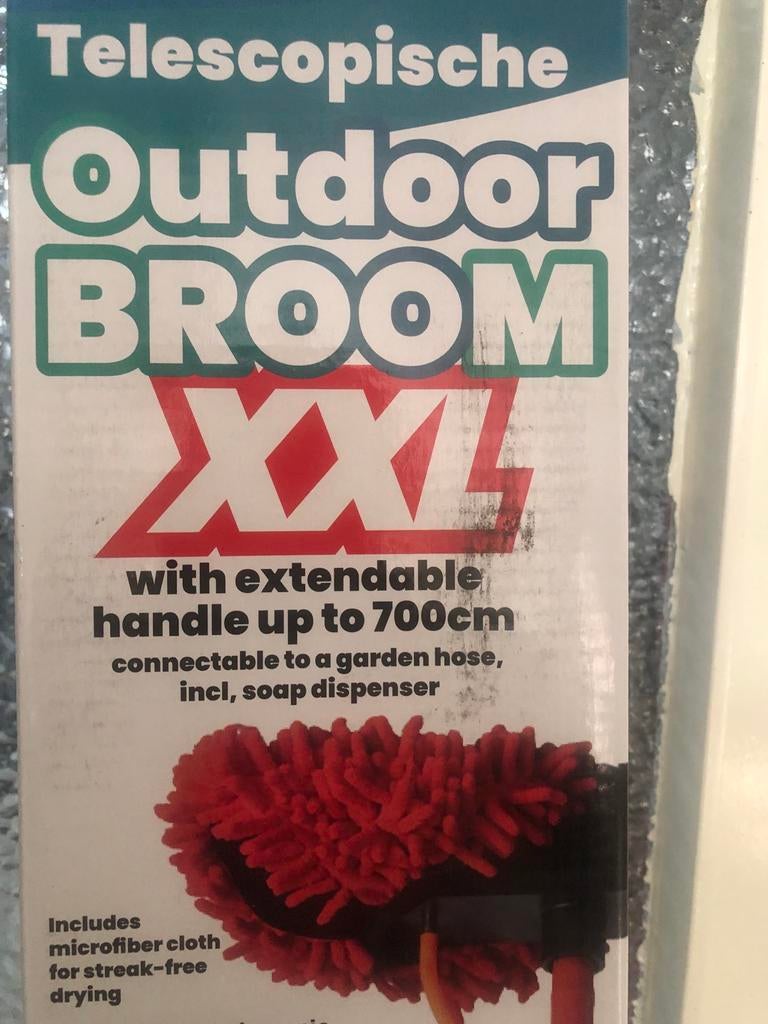 Telescopische
Outdoor
BROOM
XXL
with extendable
handle up to 700cm
connectable to a garden hose,
incl, soap dispenser
Includes
microfiber cloth
for streak-free
drying